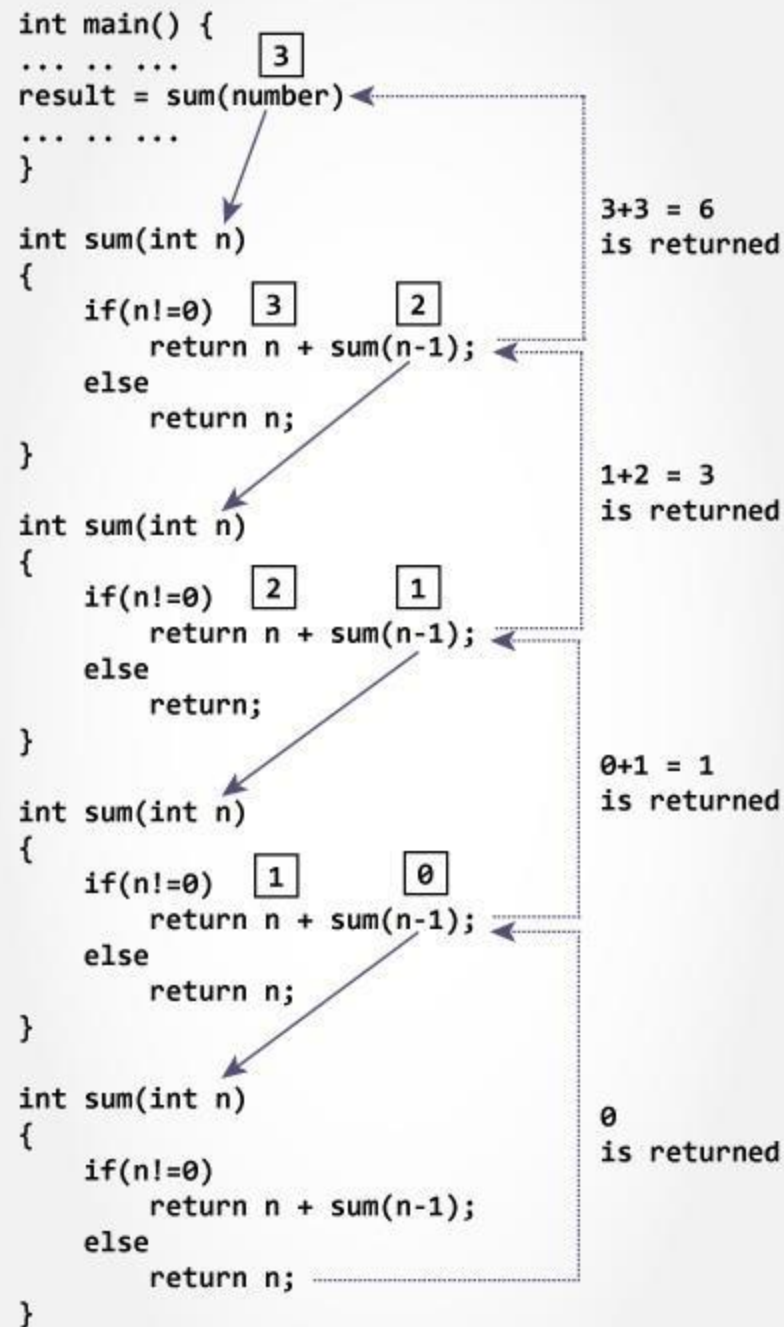 int main() {
... .. ...
3
result = sum(number)
... .. ...
}
3+3 = 6
is returned
int sum(int n)
{
if(n!=0)
3
2
return n + sum(n-1);
else
return n;
}
1+2 = 3
is returned
int sum(int n)
{
if(n!=0)
2
1
return n + sum(n-1);
else
return;
}
0+1 = 1
is returned
int sum(int n)
{
if(n!=0)
1
0
return n + sum(n-1);
else
return n;
}
0
is returned
int sum(int n)
{
if(n!=0)
return n + sum(n-1);
else
return n;
}